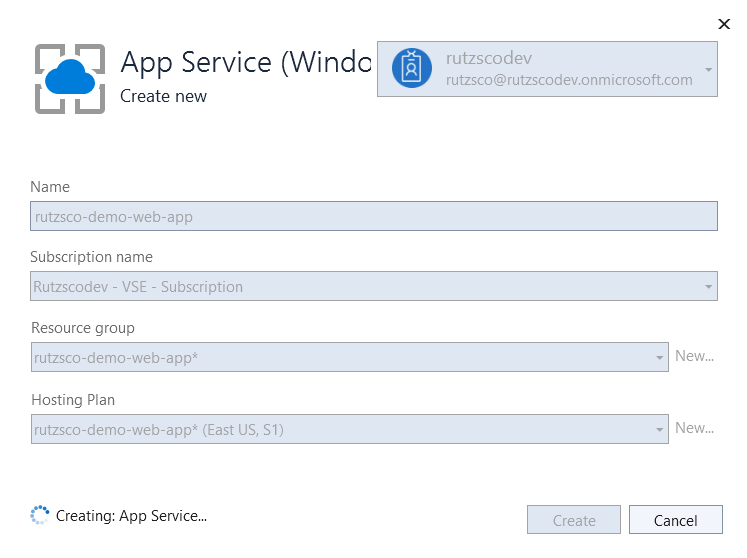 App Service (Windo
Create new
rutzscodev
rutzsco@rutzscodev.onmicrosoft.com
Name
rutzsco-demo-web-app
Subscription name
Rutzscodev - VSE - Subscription
Resource group
rutzsco-demo-web-app*
New...
Hosting Plan
rutzsco-demo-web-app* (East US, S1)
New...
Creating: App Service...
Create
Cancel